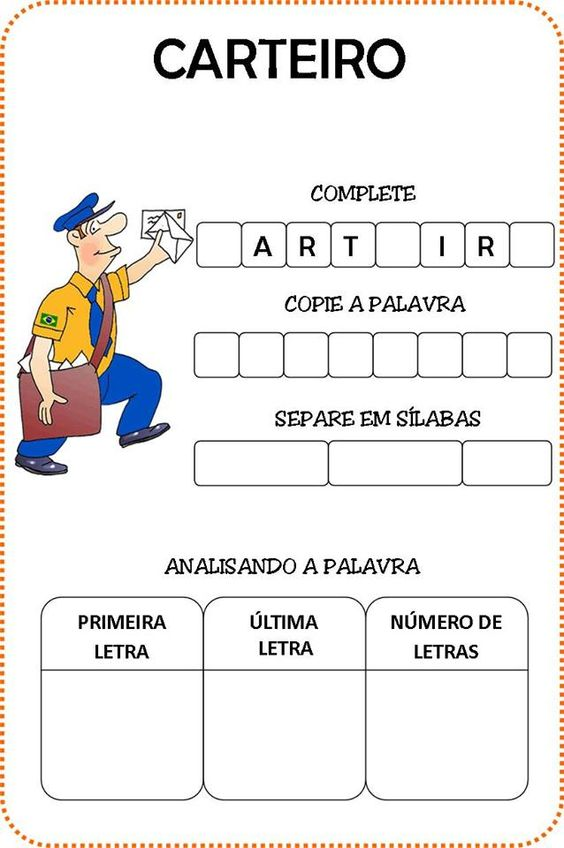 CARTEIRO
COMPLETE
A R T I R
COPIE A PALAVRA
SEPARE EM SÍLABAS
ANALISANDO A PALAVRA
PRIMEIRA LETRA
ÚLTIMA LETRA
NÚMERO DE LETRAS